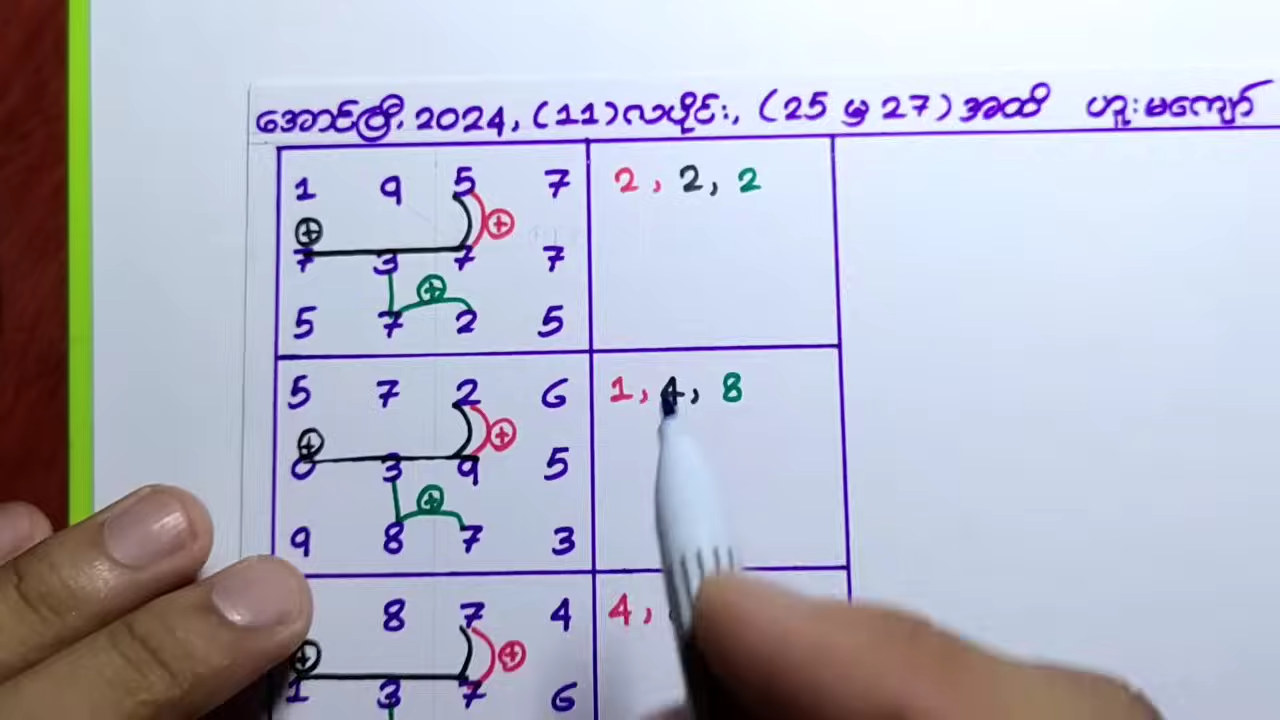 အောင်ဗြီ. 2024, (11) လပိုင်း, (25 မှ 27) အထိ ဟူးမကျော်
1 9 5 7 2, 2, 2
+ +
7 3 7 7
+
5 7 2 5
5 7 2 6 1, 4, 8
+ +
0 3 9 5
+
9 8 7 3
8 7 4 4,
+ +
1 3 7 6